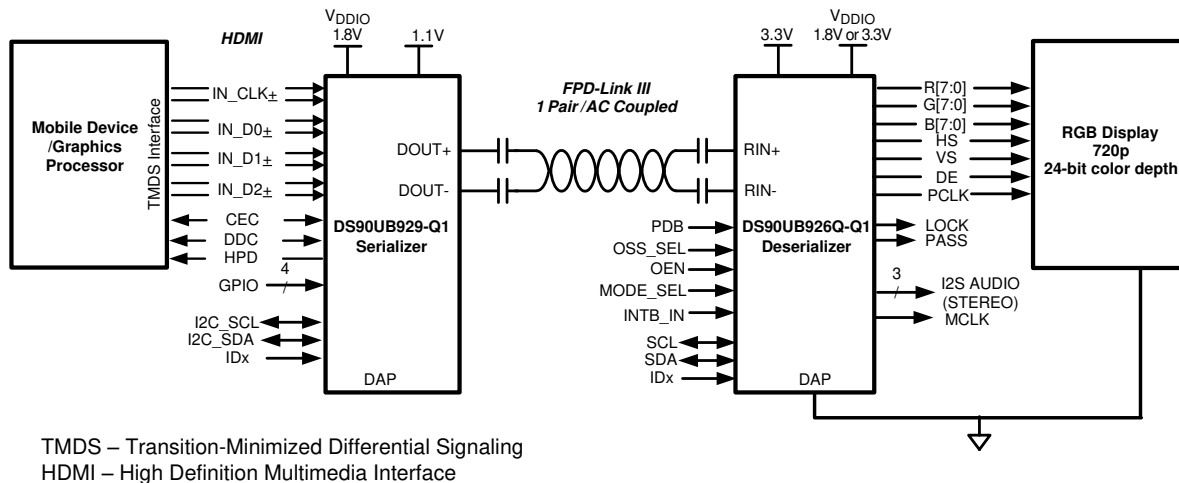 HDMI
VDDIO
1.8V
1.1V
3.3V
VDDIO
1.8V or 3.3V
FPD-Link III
1 Pair /AC Coupled
Mobile Device
/Graphics
Processor
TMDS Interface
IN_CLK±
IN_D0±
IN_D1±
IN_D2±
CEC
DDC
HPD
GPIO
4
I2C_SCL
I2C_SDA
IDx
DOUT+
DOUT-
DS90UB929-Q1
Serializer
DAP
RIN+
RIN-
PDB
OSS_SEL
OEN
MODE_SEL
INTB_IN
SCL
SDA
IDx
DS90UB926Q-Q1
Deserializer
DAP
R[7:0]
G[7:0]
B[7:0]
HS
VS
DE
PCLK
LOCK
PASS
3
I2S AUDIO
(STEREO)
MCLK
RGB Display
720p
24-bit color depth
TMDS – Transition-Minimized Differential Signaling
HDMI – High Definition Multimedia Interface